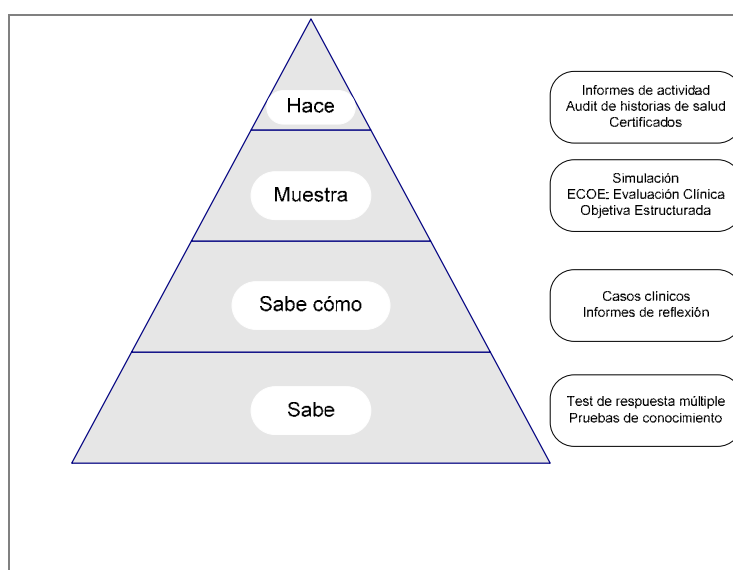 Hace
Informes de actividad
Audit de historias de salud
Certificados
Muestra
Simulación
ECOE: Evaluación Clínica
Objetiva Estructurada
Sabe cómo
Casos clínicos
Informes de reflexión
Sabe
Test de respuesta múltiple
Pruebas de conocimiento